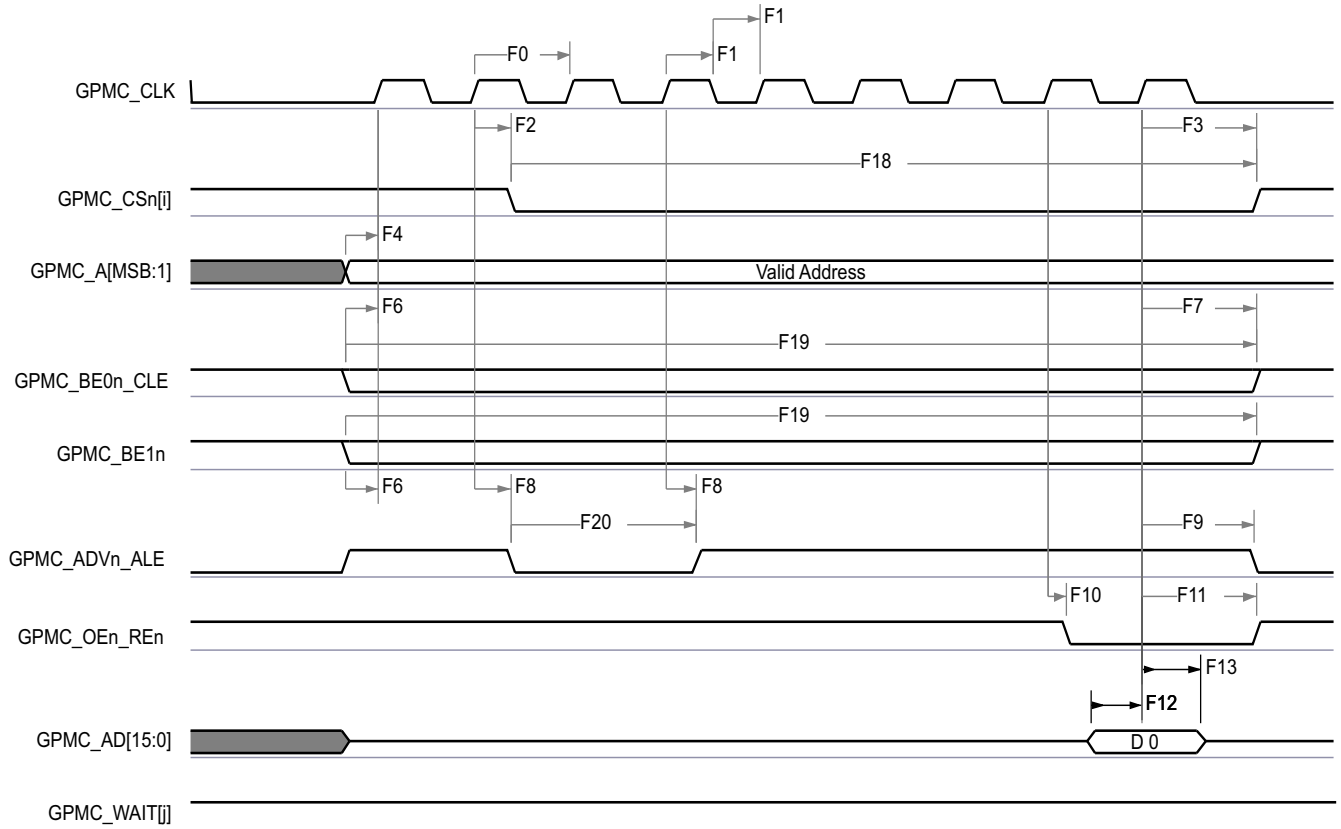 F1
F0
F1
GPMC_CLK
F2
F3
F18
GPMC_CSn[i]
F4
GPMC_A[MSB:1]
Valid Address
F6
F7
F19
GPMC_BE0n_CLE
F19
GPMC_BE1n
F6
F8
F8
F20
F9
GPMC_ADVn_ALE
F10
F11
GPMC_OEn_REn
F13
F12
GPMC_AD[15:0]
D 0
GPMC_WAIT[j]